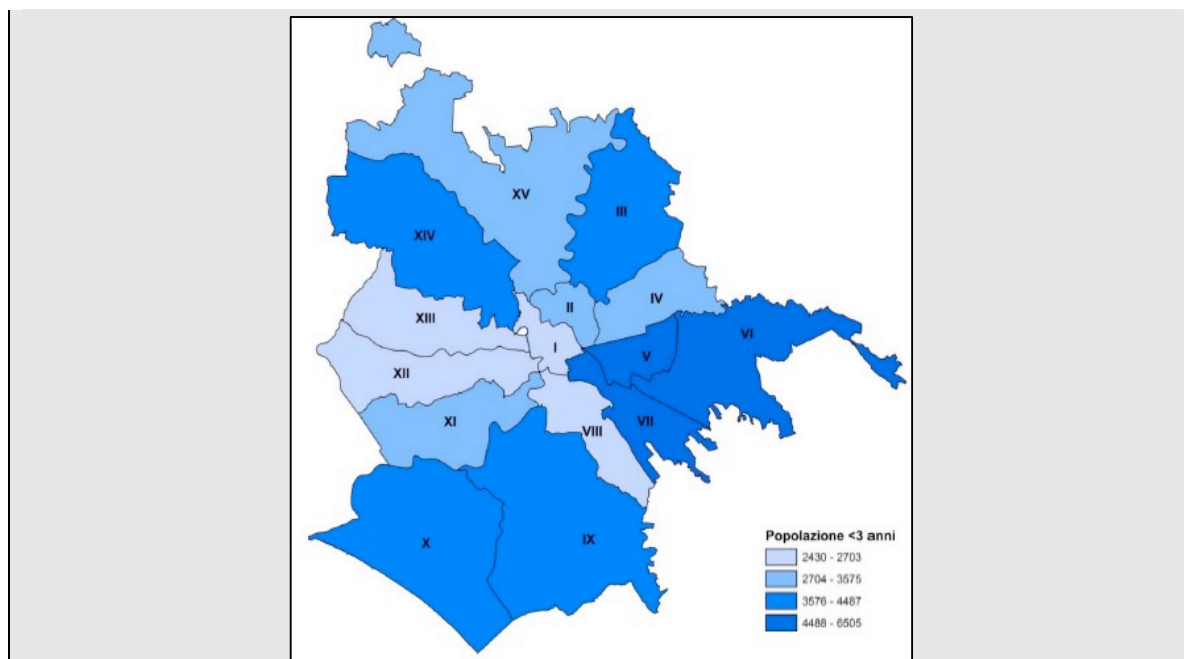 XV
III
XIV
II
IV
XIII
VI
I
V
XII
XI
VIII
VII
X
IX
Popolazione <3 anni
2430 - 2703
2704 - 3575
3576 - 4487
4488 - 6505